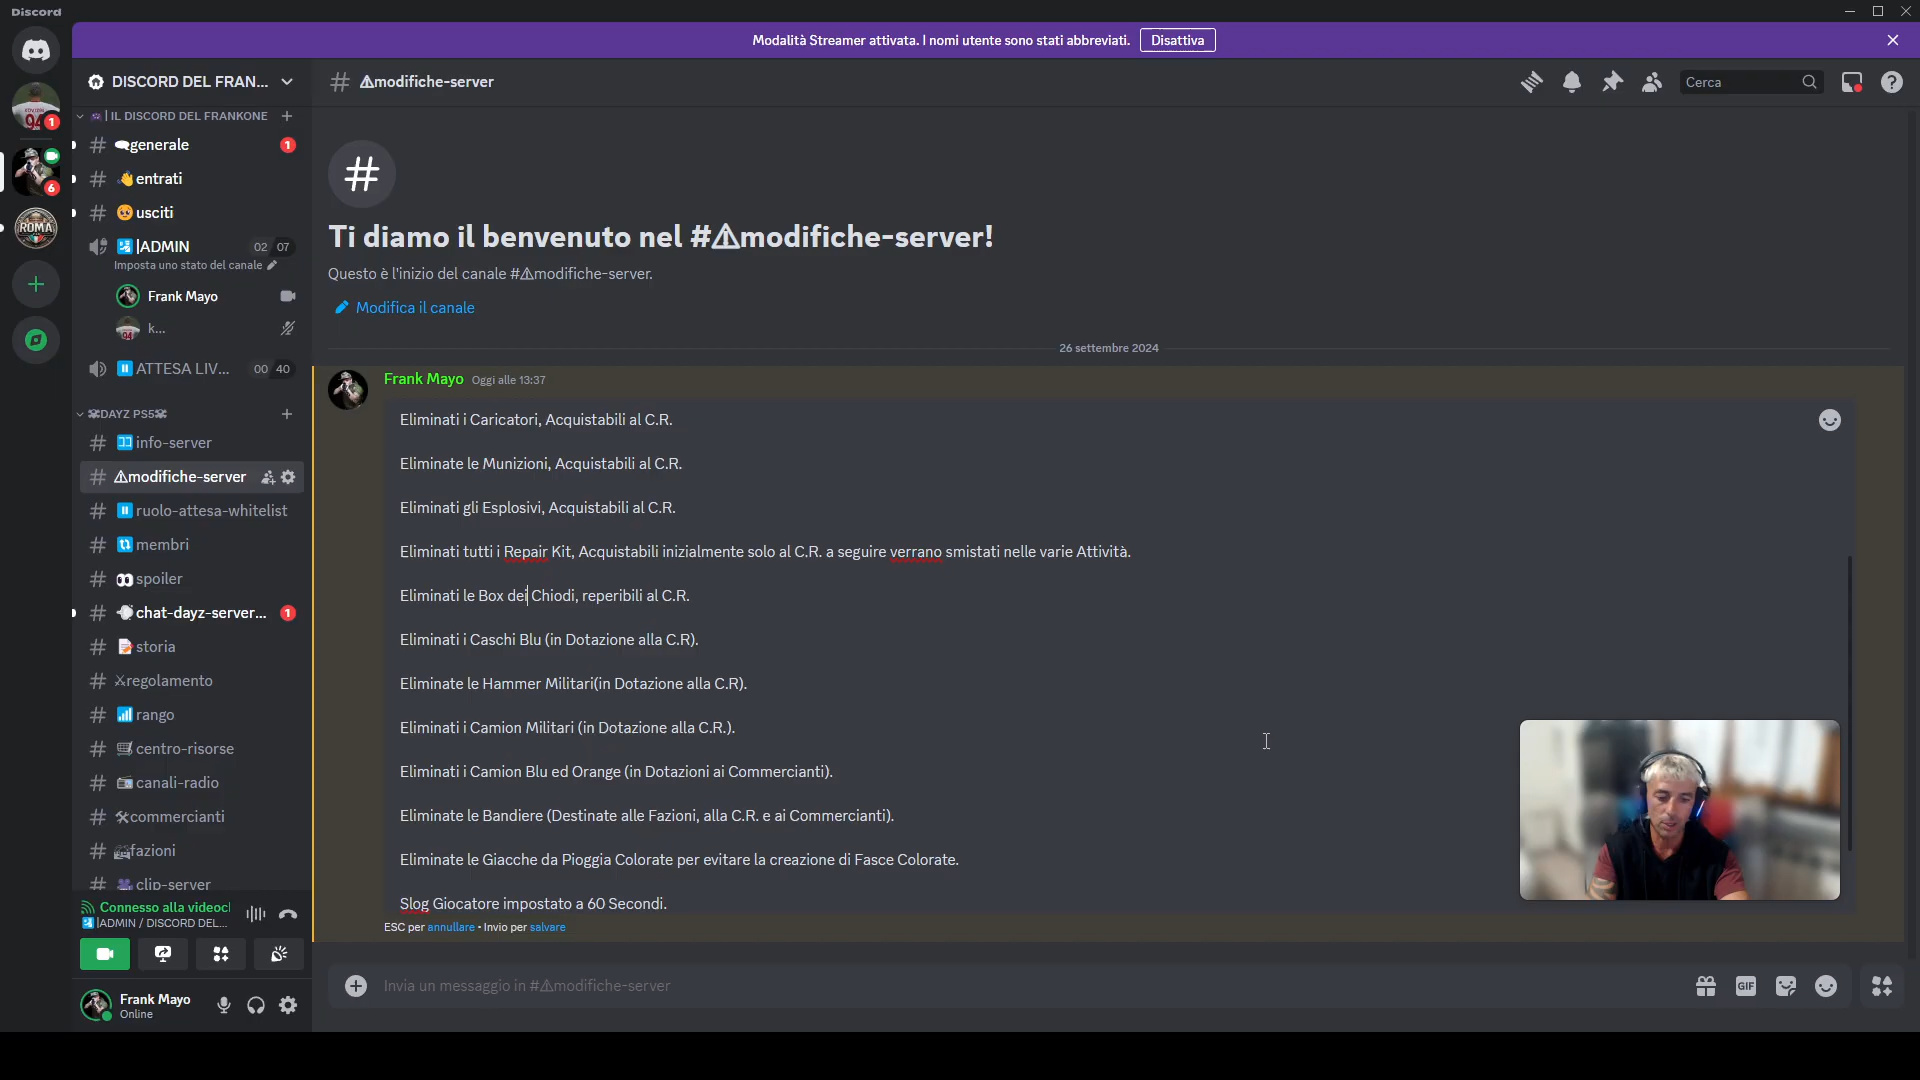 Discord
Modalità Streamer attivata. I nomi utente sono stati abbreviati.
Disattiva
DISCORD DEL FRAN...
⚠modifiche-server
Cerca
| IL DISCORD DEL FRANKONE
generale
1
entrati
usciti
|ADMIN
02 07
Imposta uno stato del canale
Frank Mayo
k...
ATTESA LIV...
00 40
DAYZ PS5
info-server
⚠modifiche-server
ruolo-attesa-whitelist
membri
spoiler
chat-dayz-server...
1
storia
regolamento
rango
centro-risorse
canali-radio
commercianti
fazioni
clip-server
1
6
ROMA
Connesso alla videoc
|ADMIN / DISCORD DEL...
Frank Mayo
Online
Ti diamo il benvenuto nel #⚠modifiche-server!
Questo è l'inizio del canale #⚠modifiche-server.
Modifica il canale
26 settembre 2024
Frank Mayo Oggi alle 13:37
Eliminati i Caricatori, Acquistabili al C.R.
Eliminate le Munizioni, Acquistabili al C.R.
Eliminati gli Esplosivi, Acquistabili al C.R.
Eliminati tutti i Repair Kit, Acquistabili inizialmente solo al C.R. a seguire verrano smistati nelle varie Attività.
Eliminati le Box dei Chiodi, reperibili al C.R.
Eliminati i Caschi Blu (in Dotazione alla C.R).
Eliminate le Hammer Militari(in Dotazione alla C.R).
Eliminati i Camion Militari (in Dotazione alla C.R.).
Eliminati i Camion Blu ed Orange (in Dotazioni ai Commercianti).
Eliminate le Bandiere (Destinate alle Fazioni, alla C.R. e ai Commercianti).
Eliminate le Giacche da Pioggia Colorate per evitare la creazione di Fasce Colorate.
Slog Giocatore impostato a 60 Secondi.
ESC per annullare • Invio per salvare
Invia un messaggio in #⚠modifiche-server
GIF